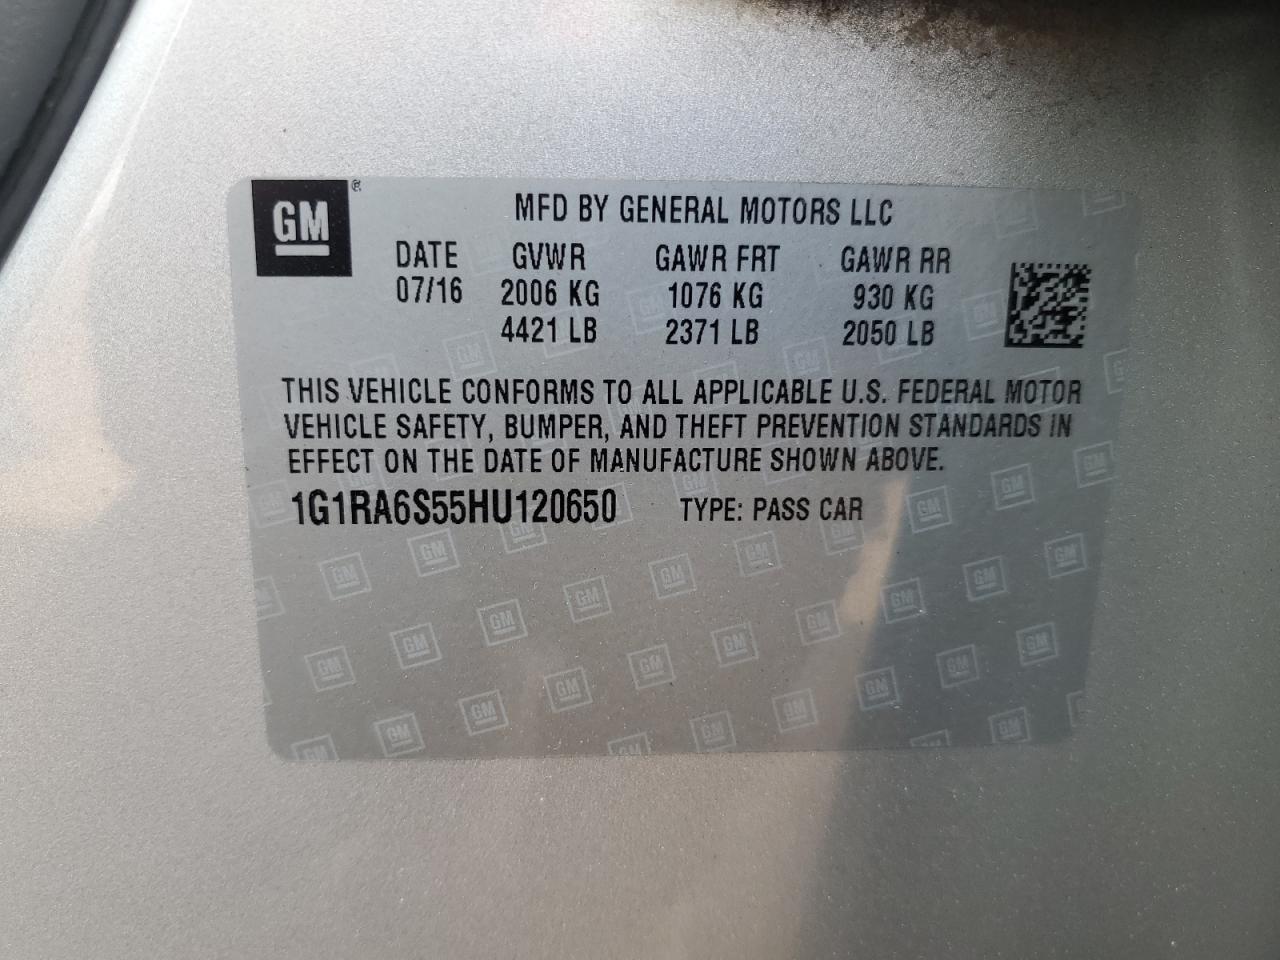 GM ®
MFD BY GENERAL MOTORS LLC
DATE GVWR GAWR FRT GAWR RR
07/16 2006 KG 1076 KG 930 KG
4421 LB 2371 LB 2050 LB
THIS VEHICLE CONFORMS TO ALL APPLICABLE U.S. FEDERAL MOTOR
VEHICLE SAFETY, BUMPER, AND THEFT PREVENTION STANDARDS IN
EFFECT ON THE DATE OF MANUFACTURE SHOWN ABOVE.
1G1RA6S55HU120650 TYPE: PASS CAR